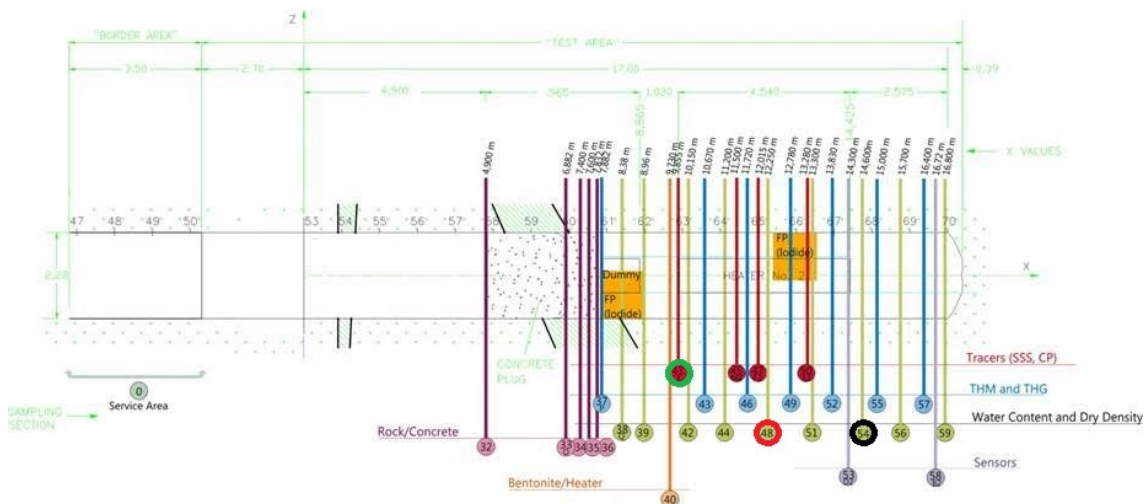 Z
"BORDER AREA"
"TEST AREA"
3,50
2,70
17,00
0,39
4,900
,965
1,020
4,540
2,575
8,865
14,425
X VALUES
4,900 m
6,882 m
7,400 m
7,600 m
7,882 m
8,38 m
8,96 m
9,730 m
10,150 m
10,670 m
11,200 m
11,500 m
11,720 m
12,015 m
12,250 m
12,780 m
13,280 m
13,300 m
13,830 m
14,300 m
14,600m
15,000 m
15,700 m
16,400 m
16,72 m
16,800 m
47 48 49 50 53 54 55 56 57 58 59 60 61 62 63 64 65 66 67 68 69 70
2,28
FP
(Iodide)
Dummy
HEATER No. 2
X
FP
(Iodide)
CONCRETE
PLUG
Tracers (SSS, CP)
0
Service Area
THM and THG
37 43 46 49 52 55 57
SAMPLING
SECTION
Water Content and Dry Density
Rock/Concrete
38 39 42 44 48 51 54 56 59
32 33 34 35 36
Sensors
53 58
Bentonite/Heater
40